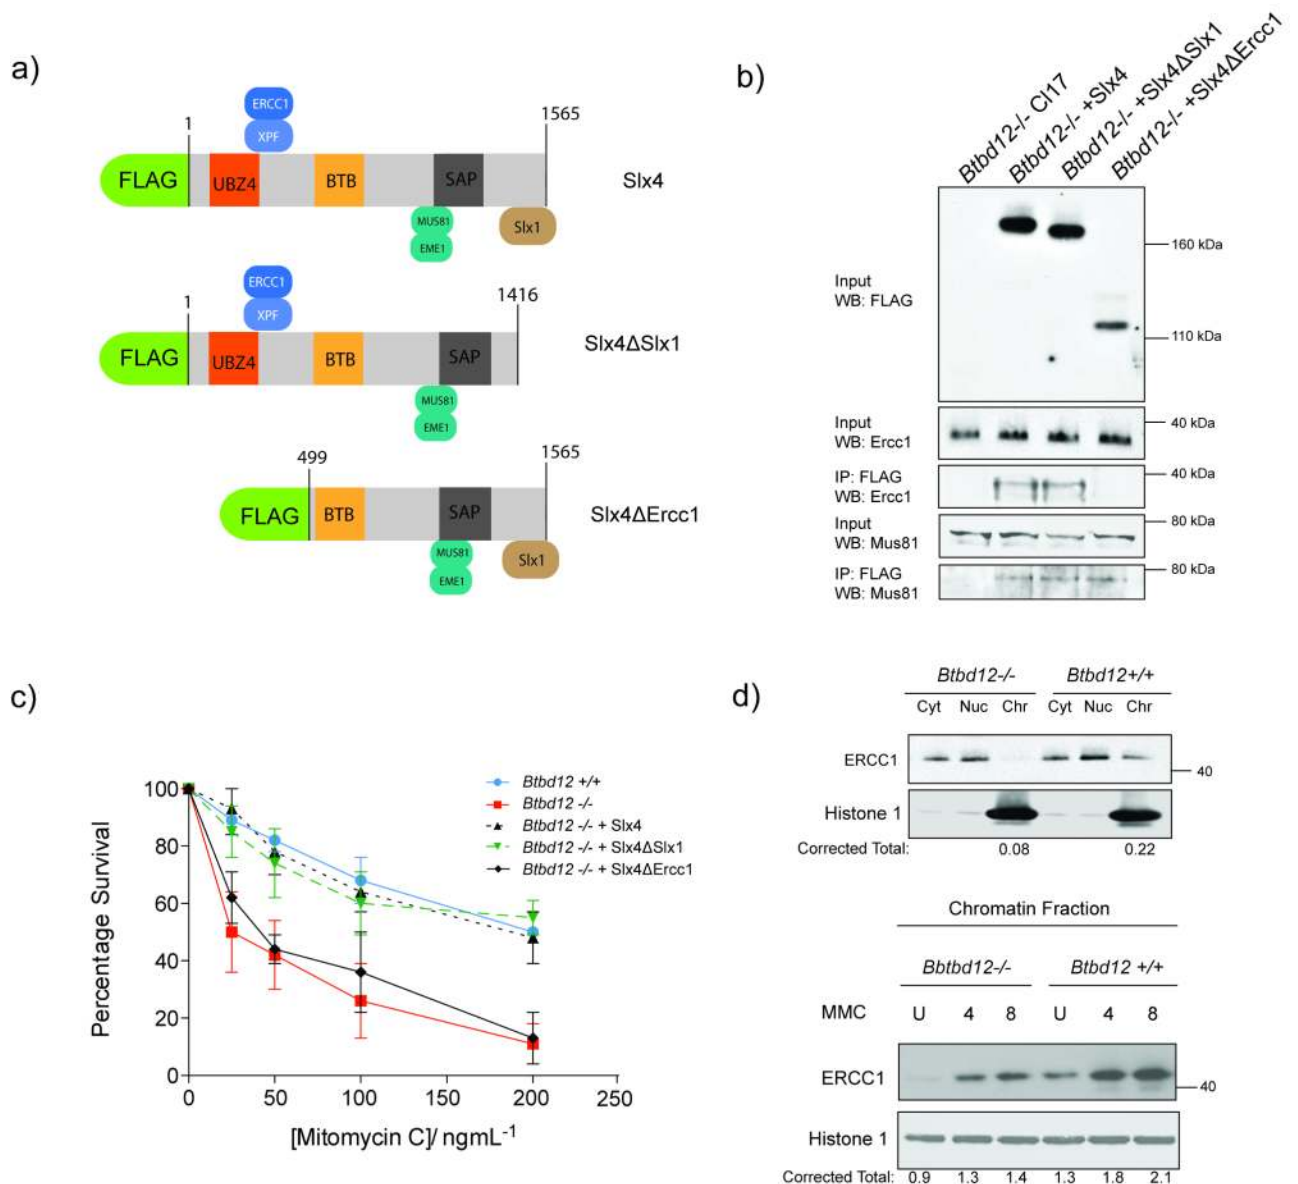 a)
ERCC1
XPF
1
1565
FLAG
UBZ4
BTB
SAP
Slx4
MUS81
EME1
Slx1
ERCC1
XPF
1
1416
FLAG
UBZ4
BTB
SAP
Slx4ΔSlx1
MUS81
EME1
499
1565
FLAG
BTB
SAP
Slx4ΔErcc1
MUS81
EME1
Slx1
b)
Btbd12-/- Cl17
Btbd12-/- +Slx4
Btbd12-/- +Slx4ΔSlx1
Btbd12-/- +Slx4ΔErcc1
160 kDa
Input
WB: FLAG
110 kDa
Input
WB: Ercc1
40 kDa
IP: FLAG
WB: Ercc1
40 kDa
Input
WB: Mus81
80 kDa
IP: FLAG
WB: Mus81
80 kDa
c)
Percentage Survival
100
80
60
40
20
0
0 50 100 150 200 250
[Mitomycin C]/ ngmL-1
Btbd12 +/+
Btbd12 -/-
Btbd12 -/- + Slx4
Btbd12 -/- + Slx4ΔSlx1
Btbd12 -/- + Slx4ΔErcc1
d)
Btbd12-/- Btbd12+/+
Cyt Nuc Chr Cyt Nuc Chr
ERCC1
40
Histone 1
Corrected Total: 0.08 0.22
Chromatin Fraction
Bbtbd12-/- Btbd12 +/+
MMC U 4 8 U 4 8
ERCC1
40
Histone 1
Corrected Total: 0.9 1.3 1.4 1.3 1.8 2.1